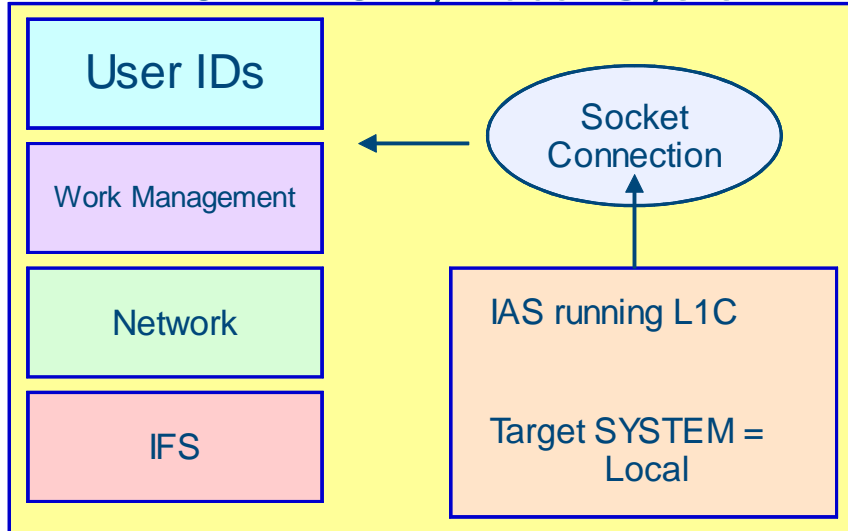 User IDs
Work Management
Network
IFS
Socket
Connection
IAS running L1C
Target SYSTEM =
Local